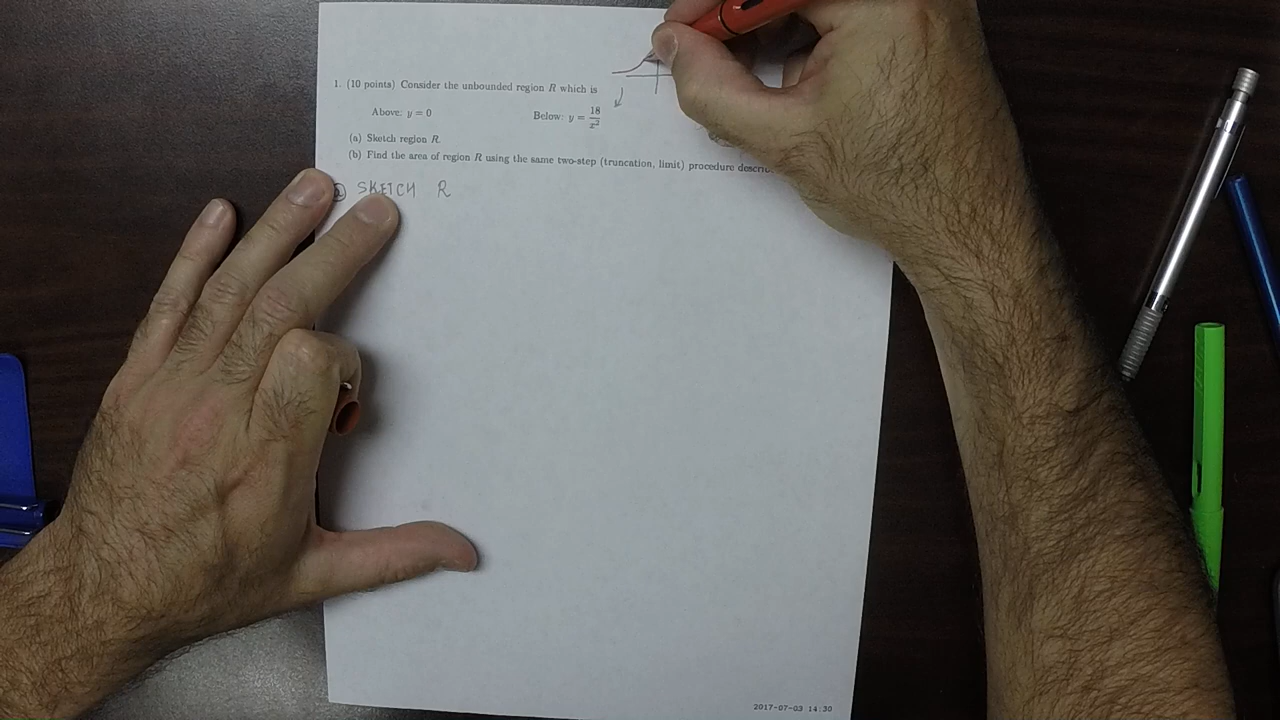 1. (10 points) Consider the unbounded region R which is
Above: y = 0 Below: y = 18/x²
(a) Sketch region R.
(b) Find the area of region R using the same two-step (truncation, limit) procedure
SKETCH R
2017-07-03 14:30